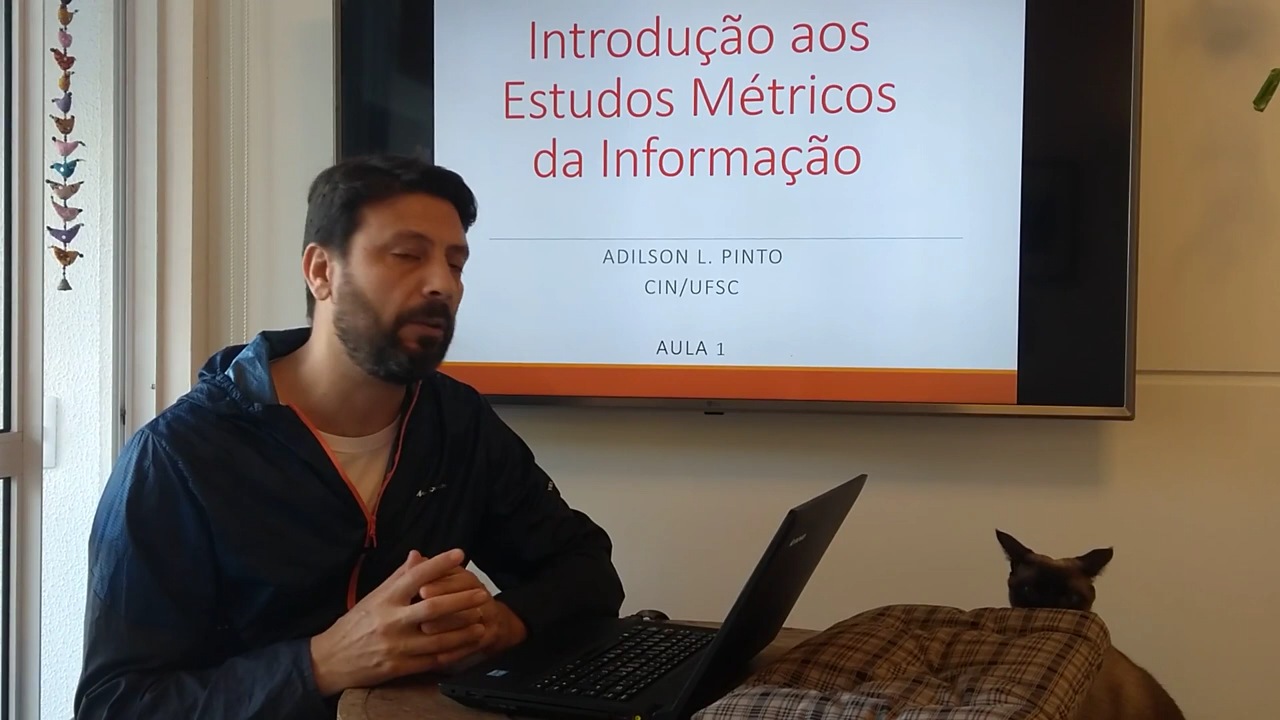 Introdução aos
Estudos Métricos
da Informação
ADILSON L. PINTO
CIN/UFSC
AULA 1